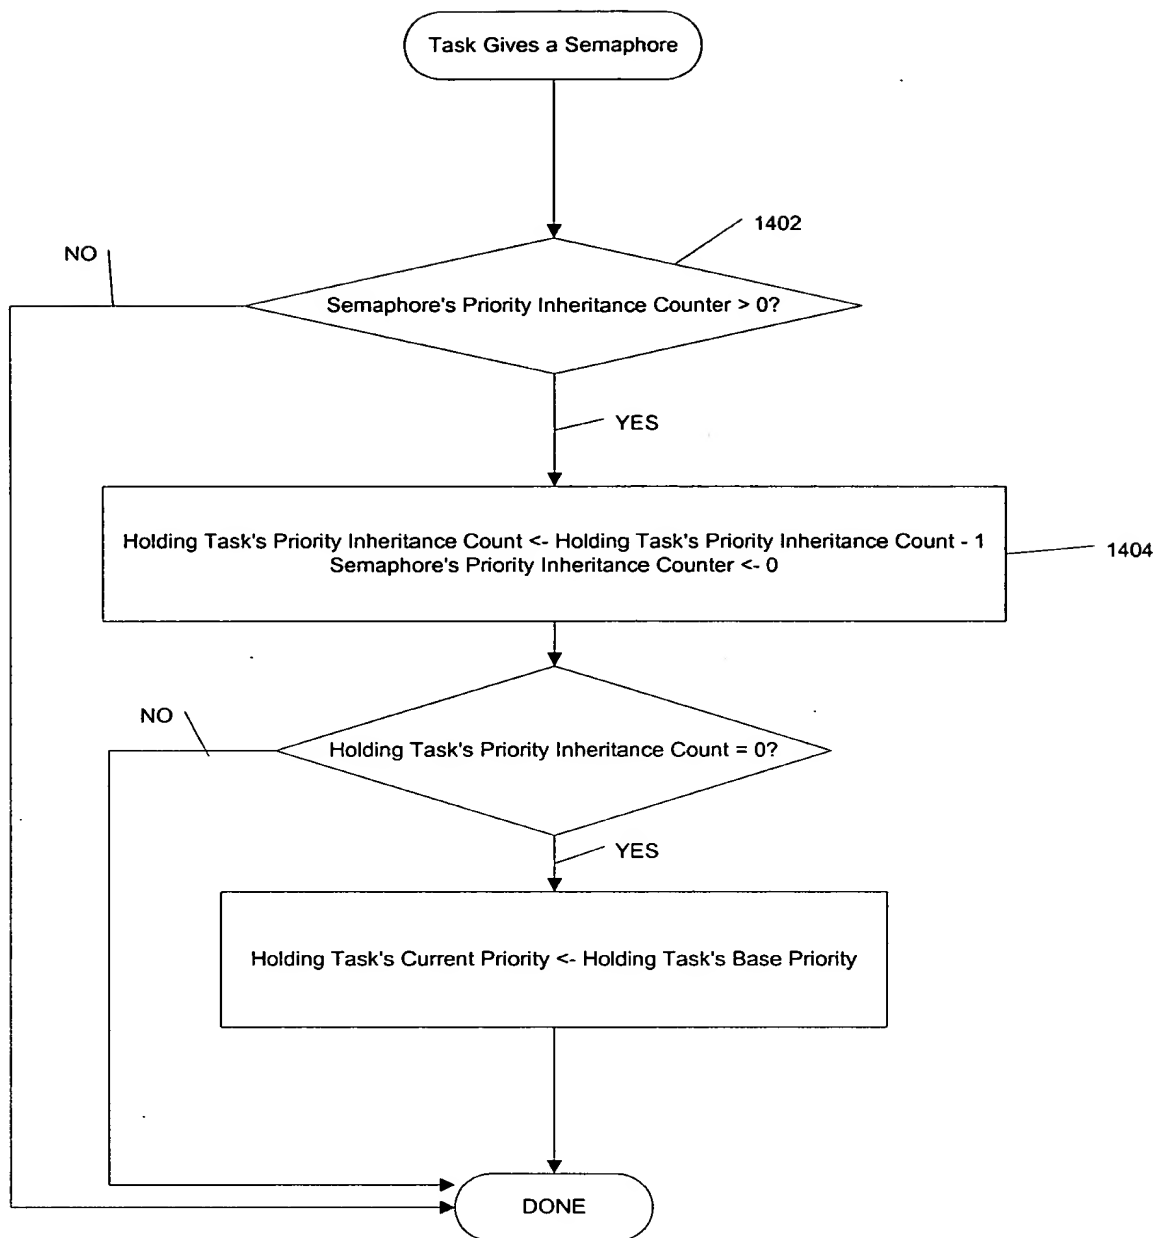 Task Gives a Semaphore
1402
NO
Semaphore's Priority Inheritance Counter > 0?
YES
Holding Task's Priority Inheritance Count <- Holding Task's Priority Inheritance Count - 1
Semaphore's Priority Inheritance Counter <- 0
1404
NO
Holding Task's Priority Inheritance Count = 0?
YES
Holding Task's Current Priority <- Holding Task's Base Priority
DONE